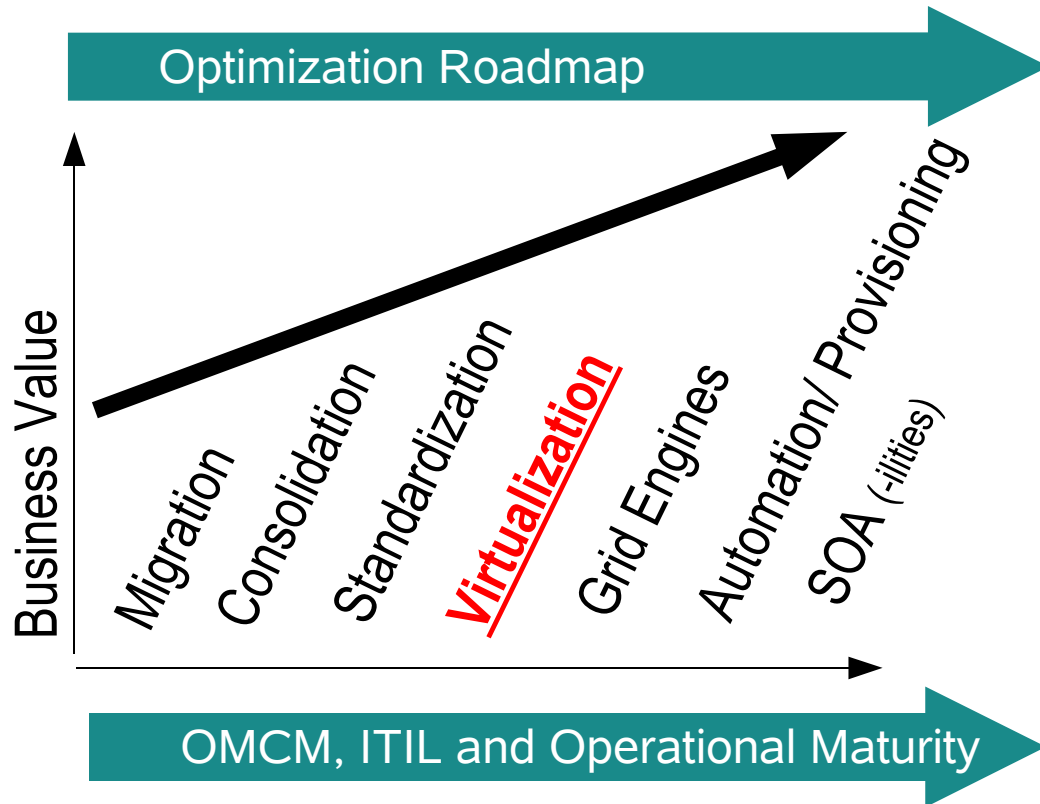 Optimization Roadmap
Business Value
Migration
Consolidation
Standardization
Virtualization
Grid Engines
Automation/ Provisioning
SOA (-ilities)
OMCM, ITIL and Operational Maturity